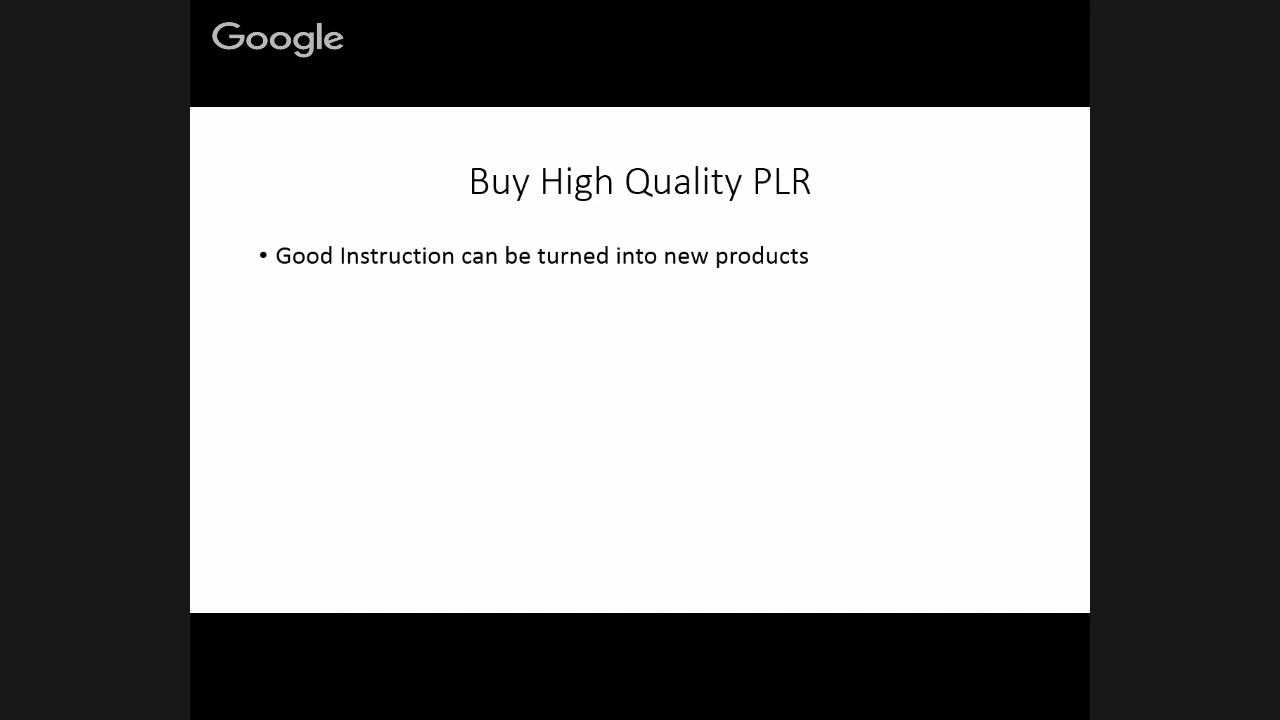 Google
Buy High Quality PLR
• Good Instruction can be turned into new products